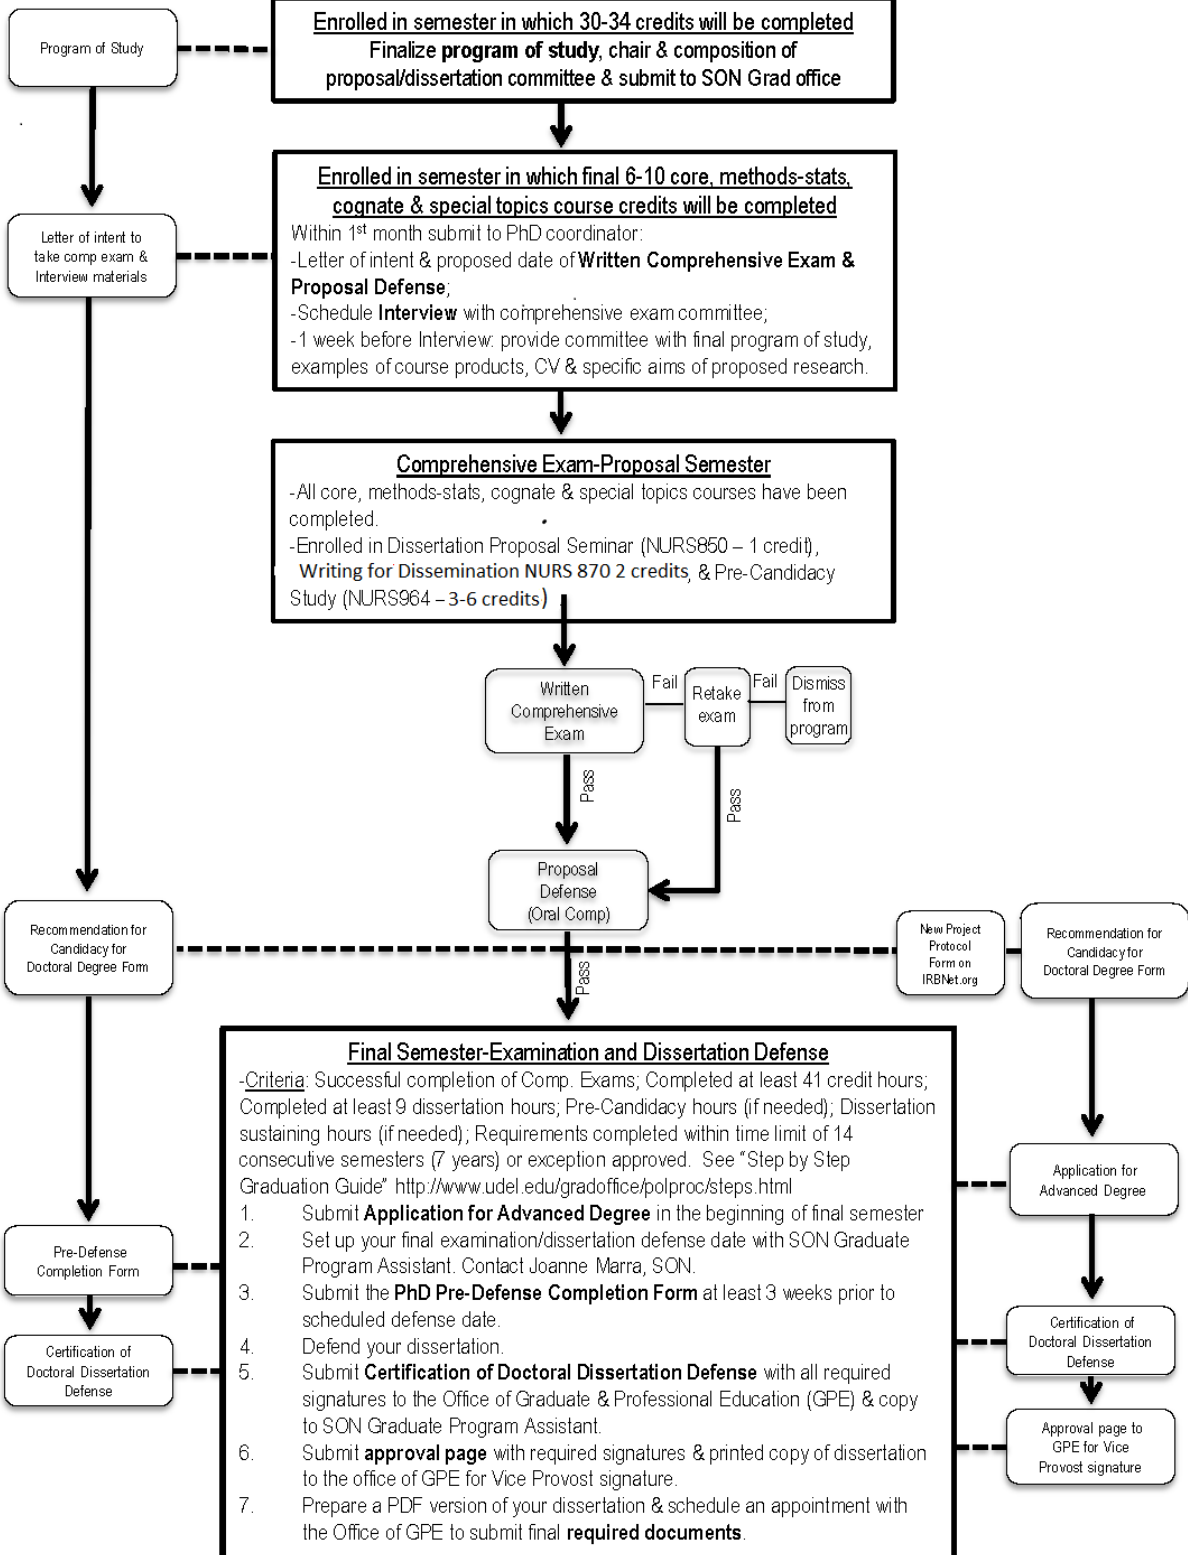 Program of Study
Enrolled in semester in which 30-34 credits will be completed
Finalize program of study, chair & composition of
proposal/dissertation committee & submit to SON Grad office
Letter of intent to
take comp exam &
Interview materials
Enrolled in semester in which final 6-10 core, methods-stats,
cognate & special topics course credits will be completed
Within 1st month submit to PhD coordinator:
-Letter of intent & proposed date of Written Comprehensive Exam &
Proposal Defense;
-Schedule Interview with comprehensive exam committee;
-1 week before Interview: provide committee with final program of study,
examples of course products, CV & specific aims of proposed research.
Comprehensive Exam-Proposal Semester
-All core, methods-stats, cognate & special topics courses have been
completed.
-Enrolled in Dissertation Proposal Seminar (NURS850 – 1 credit),
Writing for Dissemination NURS 870 2 credits, & Pre-Candidacy
Study (NURS964 – 3-6 credits)
Written
Comprehensive
Exam
Fail
Retake
exam
Fail
Dismiss
from
program
Pass
Pass
Proposal
Defense
(Oral Comp)
Pass
Recommendation for
Candidacy for
Doctoral Degree Form
New Project
Protocol
Form on
IRBNet.org
Recommendation for
Candidacy for
Doctoral Degree Form
Final Semester-Examination and Dissertation Defense
-Criteria: Successful completion of Comp. Exams; Completed at least 41 credit hours;
Completed at least 9 dissertation hours; Pre-Candidacy hours (if needed); Dissertation
sustaining hours (if needed); Requirements completed within time limit of 14
consecutive semesters (7 years) or exception approved. See “Step by Step
Graduation Guide” http://www.udel.edu/gradoffice/polproc/steps.html
1. Submit Application for Advanced Degree in the beginning of final semester
2. Set up your final examination/dissertation defense date with SON Graduate
Program Assistant. Contact Joanne Marra, SON.
3. Submit the PhD Pre-Defense Completion Form at least 3 weeks prior to
scheduled defense date.
4. Defend your dissertation.
5. Submit Certification of Doctoral Dissertation Defense with all required
signatures to the Office of Graduate & Professional Education (GPE) & copy
to SON Graduate Program Assistant.
6. Submit approval page with required signatures & printed copy of dissertation
to the office of GPE for Vice Provost signature.
7. Prepare a PDF version of your dissertation & schedule an appointment with
the Office of GPE to submit final required documents.
Pre-Defense
Completion Form
Certification of
Doctoral Dissertation
Defense
Application for
Advanced Degree
Certification of
Doctoral Dissertation
Defense
Approval page to
GPE for Vice
Provost signature